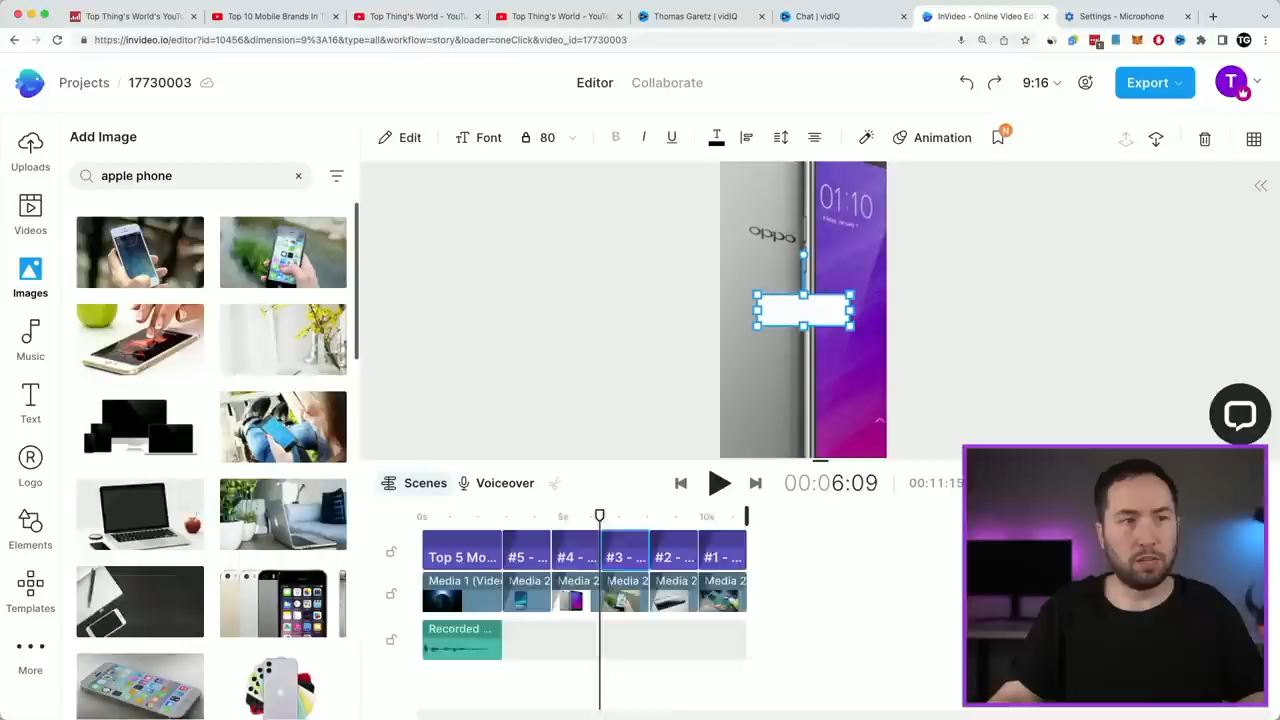 Top Thing's World's YouT
Top 10 Mobile Brands In T
Top Thing's World - YouTu
Top Thing's World - YouTu
Thomas Garetz | vidIQ
Chat | vidIQ
InVideo - Online Video Edi
Settings - Microphone
https://invideo.io/editor?id=10456&dimension=9%3A16&type=all&workflow=story&loader=oneClick&video_id=17730003
1
TG
Projects / 17730003
Editor
Collaborate
9:16
Export
T
Uploads
Videos
Images
Music
Text
Logo
Elements
Templates
More
Add Image
apple phone
Edit
Font
80
B
I
U
Animation
N
oppo
01:10
Scenes
Voiceover
00:06:09
00:11:15
0s
5s
10s
Top 5 Mo...
#5 - ...
#4 - ...
#3 - ...
#2 - ...
#1 - ...
Media 1 (Video
Media 2
Media 2
Media 2
Media 2
Media 2
Recorded ...